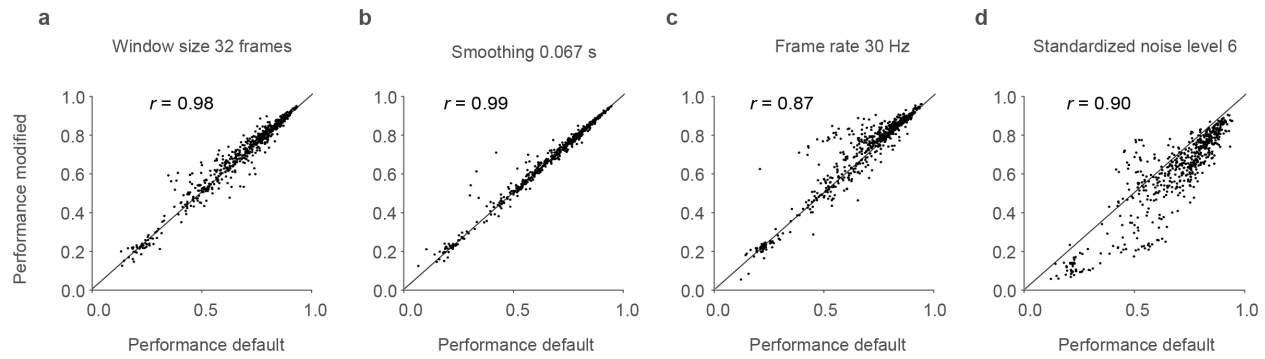 a
Window size 32 frames
r = 0.98
Performance modified
1.0
0.8
0.6
0.4
0.2
0.0
0.0 0.5 1.0
Performance default
b
Smoothing 0.067 s
r = 0.99
1.0
0.8
0.6
0.4
0.2
0.0
0.0 0.5 1.0
Performance default
c
Frame rate 30 Hz
r = 0.87
1.0
0.8
0.6
0.4
0.2
0.0
0.0 0.5 1.0
Performance default
d
Standardized noise level 6
r = 0.90
1.0
0.8
0.6
0.4
0.2
0.0
0.0 0.5 1.0
Performance default